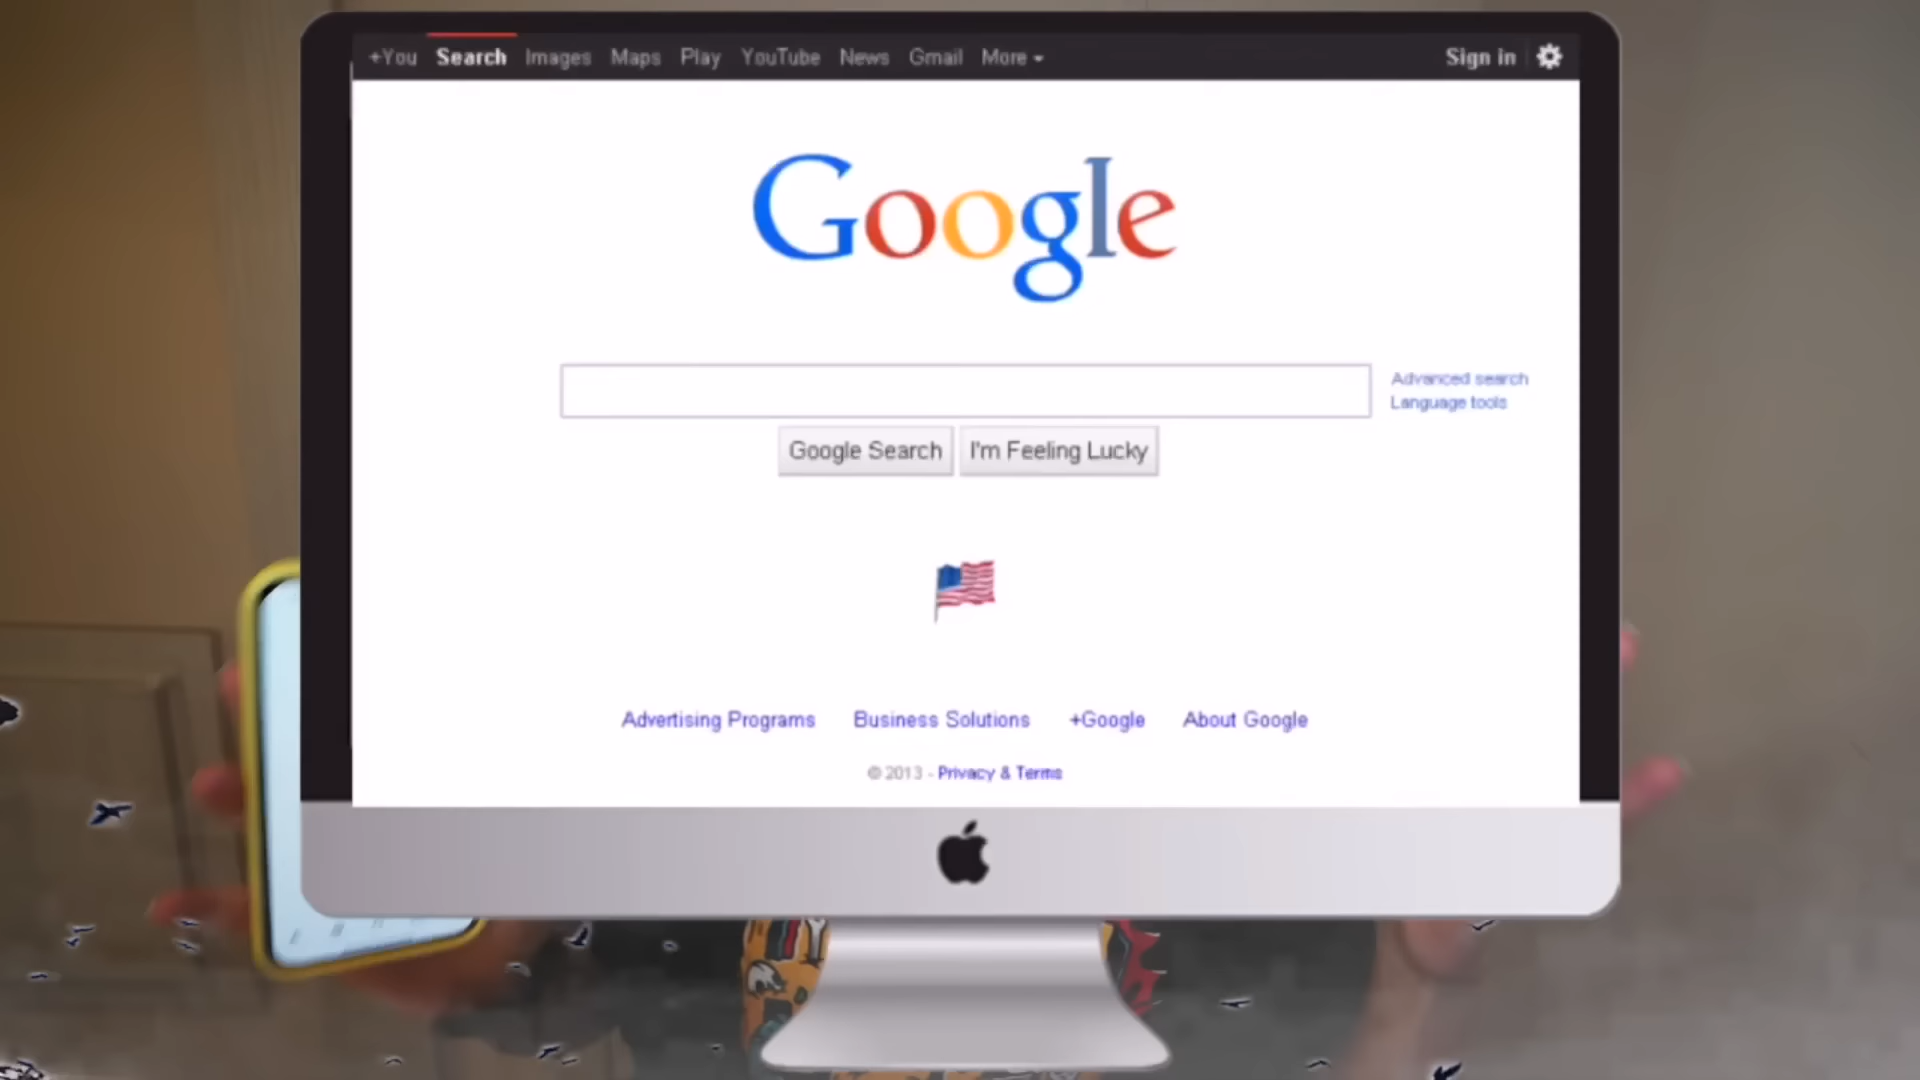 +You Search Images Maps Play YouTube News Gmail More Sign in
Google
Advanced search
Language tools
Google Search I'm Feeling Lucky
Advertising Programs Business Solutions +Google About Google
© 2013 - Privacy & Terms